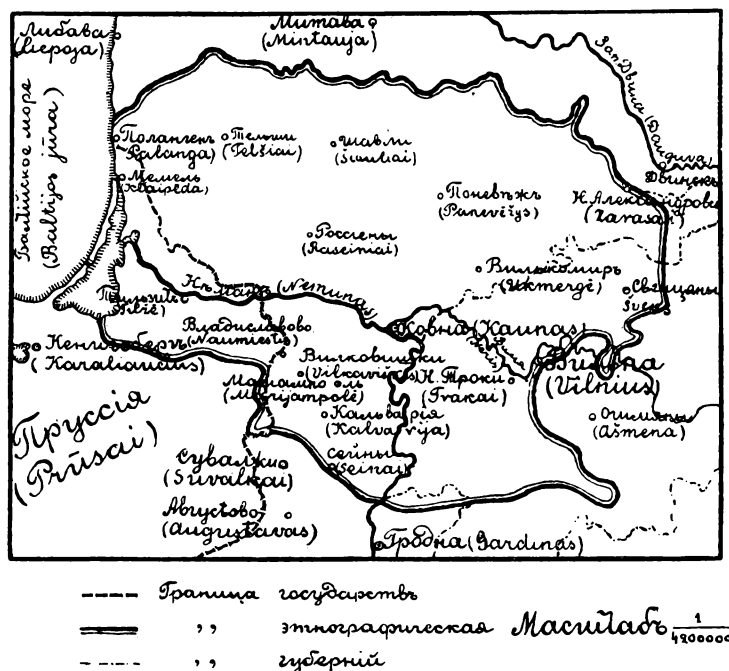 Либава
(Liepoja)
Митава
(Mintauja)
Зап Двина (Dauguva)
Балтійское море
(Baltijos jūra)
Полангенъ
Palanga)
Тельши
(Telšiai)
Шавли
(Šiauliai)
Мемель
(Klaipėda)
Двинскъ
Поневѣжъ
(Panevėžys)
Н. Александровскъ
(Zarasai)
Россіены
(Raseiniai)
Вилькомиръ
(Ukmergė)
Свенцяны
Тильзитъ
Tilžė)
Нѣманъ (Nemunas)
Владиславово
(Naumiestis)
Ковна (Kaunas)
Кенигсбергъ
(Karaliaučius)
Вилковишки
(Vilkaviškis)
Вильна
(Vilnius)
Маріамполь
(Marijampolė)
Н. Троки
(Trakai)
Кальварія
(Kalvarija)
Ошмяны
(Ašmena)
Пруссія
(Prūsai)
Сувалки
(Suvalkai)
Сейны
(Seinai)
Августово
(Augustavas)
Гродна (Gardinas)
Граница государствъ
,, этнографическая
,, губерній
Масштабъ 1/4200000